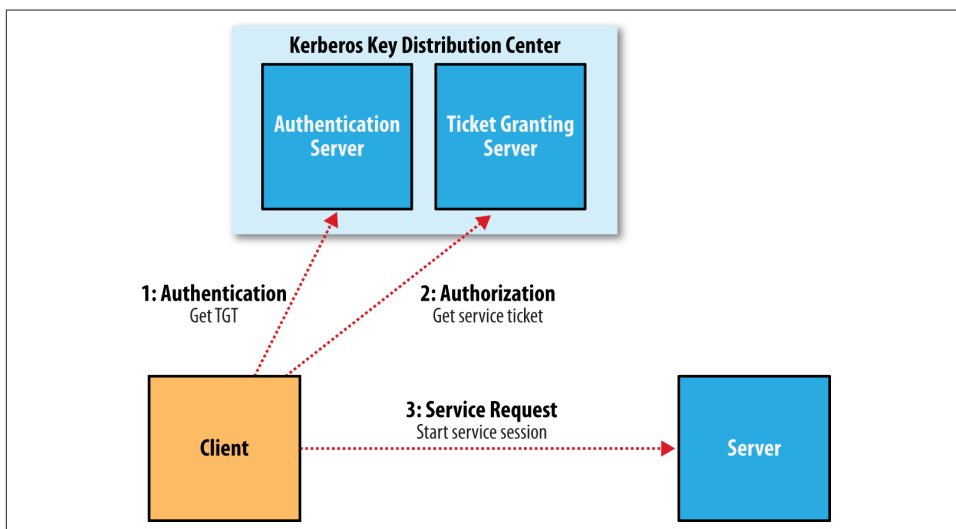 Kerberos Key Distribution Center
Authentication
Server
Ticket Granting
Server
1: Authentication
Get TGT
2: Authorization
Get service ticket
3: Service Request
Start service session
Client
Server